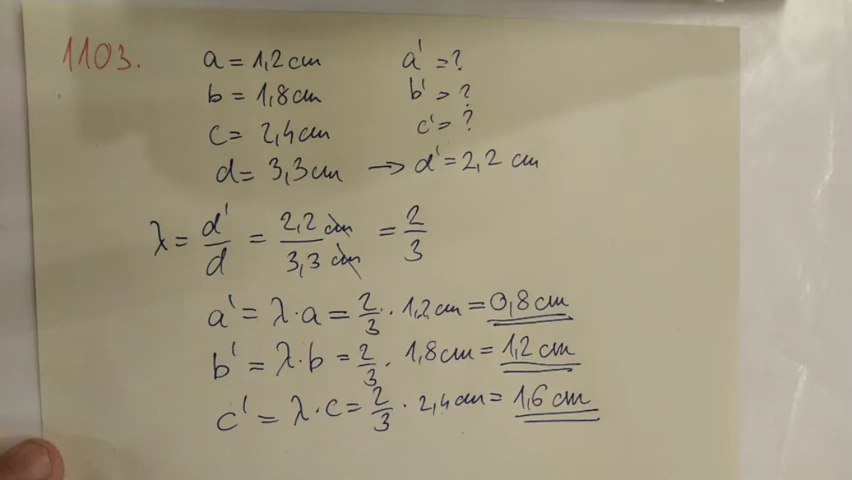 1103.
a = 1,2 cm a' = ?
b = 1,8 cm b' = ?
c = 2,4 cm c' = ?
d = 3,3 cm → d' = 2,2 cm
λ = d'/d = 2,2 cm/3,3 cm = 2/3
a' = λ · a = 2/3 · 1,2 cm = 0,8 cm
b' = λ · b = 2/3 · 1,8 cm = 1,2 cm
c' = λ · c = 2/3 · 2,4 cm = 1,6 cm